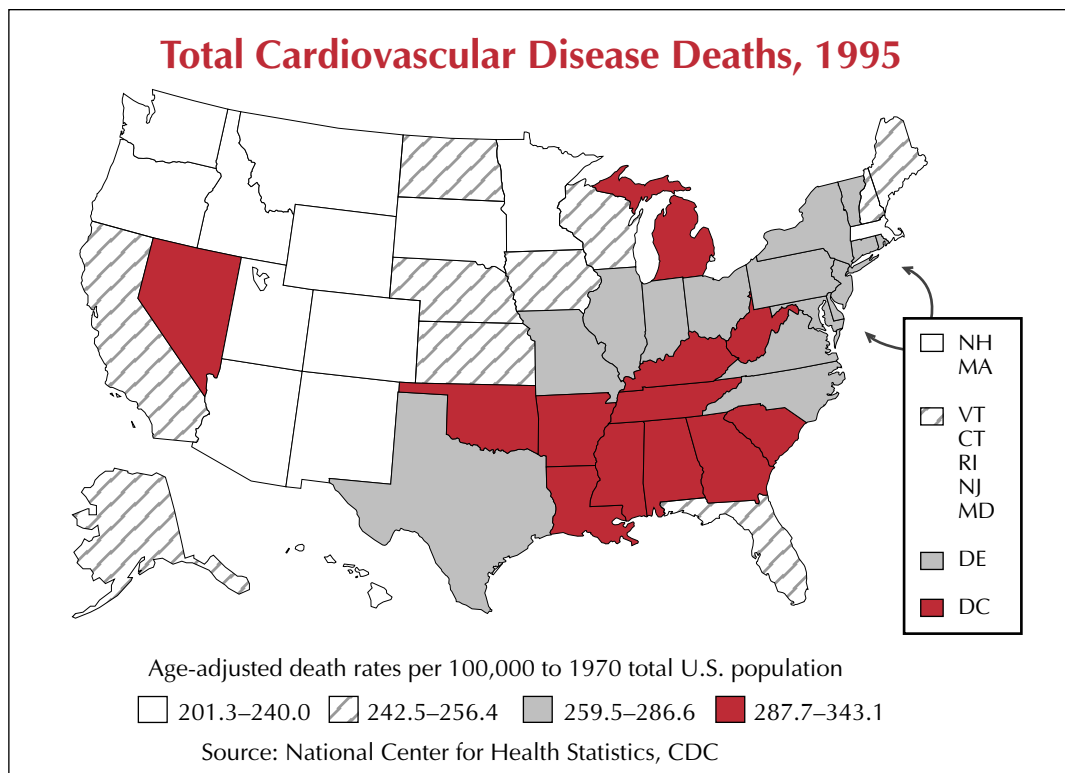 Total Cardiovascular Disease Deaths, 1995
NH
MA
VT
CT
RI
NJ
MD
DE
DC
Age-adjusted death rates per 100,000 to 1970 total U.S. population
201.3–240.0 242.5–256.4 259.5–286.6 287.7–343.1
Source: National Center for Health Statistics, CDC